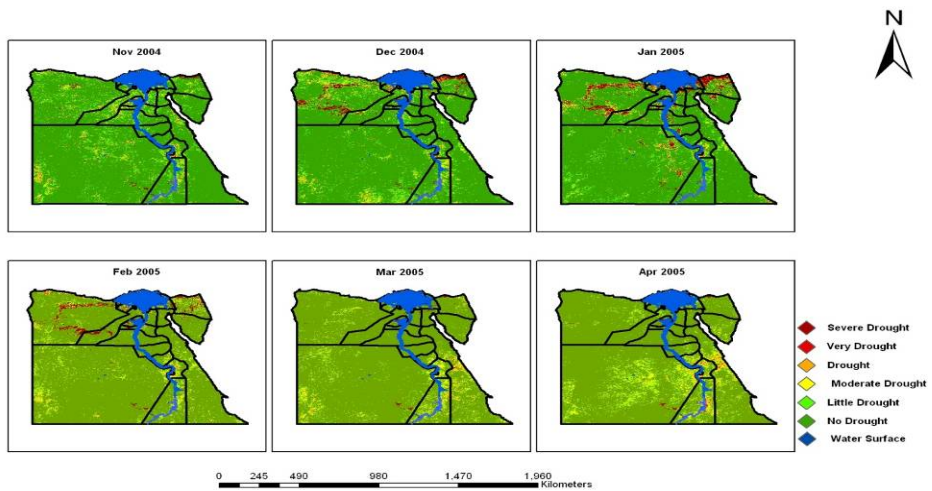 N
Nov 2004
Dec 2004
Jan 2005
Feb 2005
Mar 2005
Apr 2005
Severe Drought
Very Drought
Drought
Moderate Drought
Little Drought
No Drought
Water Surface
0 245 490 980 1,470 1,960
Kilometers